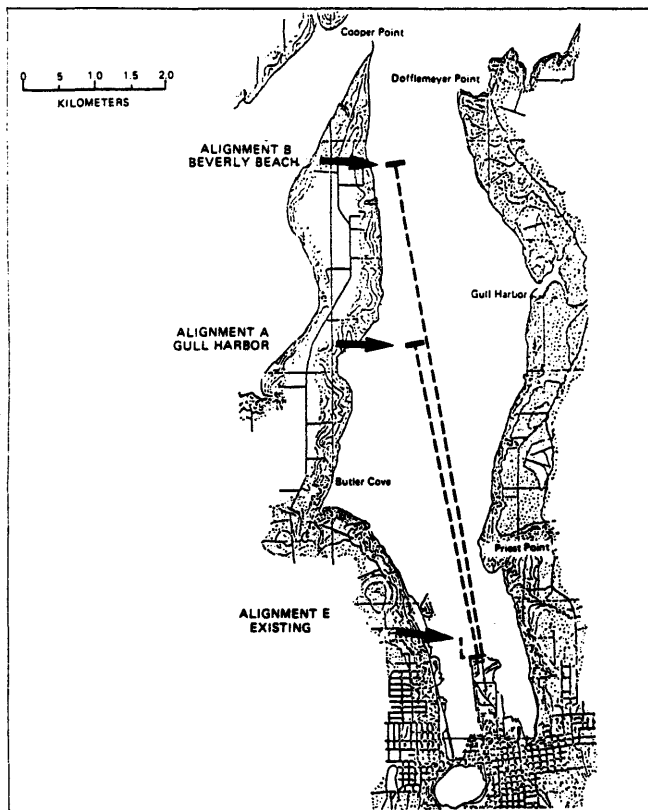 Cooper Point
Dofflemeyer Point
0 5 1.0 1.5 2.0
KILOMETERS
ALIGNMENT B
BEVERLY BEACH
Gull Harbor
ALIGNMENT A
GULL HARBOR
Butler Cove
Priest Point
ALIGNMENT E
EXISTING